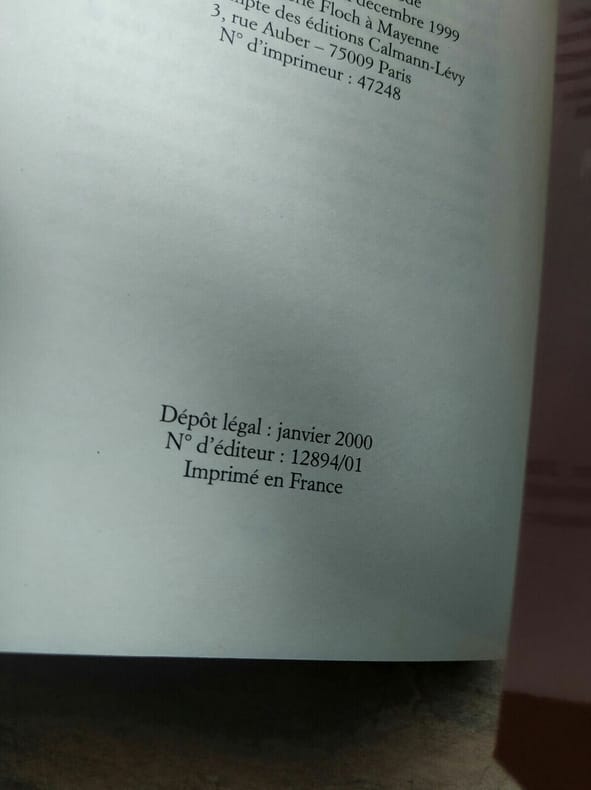 décembre 1999
Floch à Mayenne
des éditions Calmann-Lévy
3, rue Auber – 75009 Paris
N° d'imprimeur : 47248
Dépôt légal : janvier 2000
N° d'éditeur : 12894/01
Imprimé en France